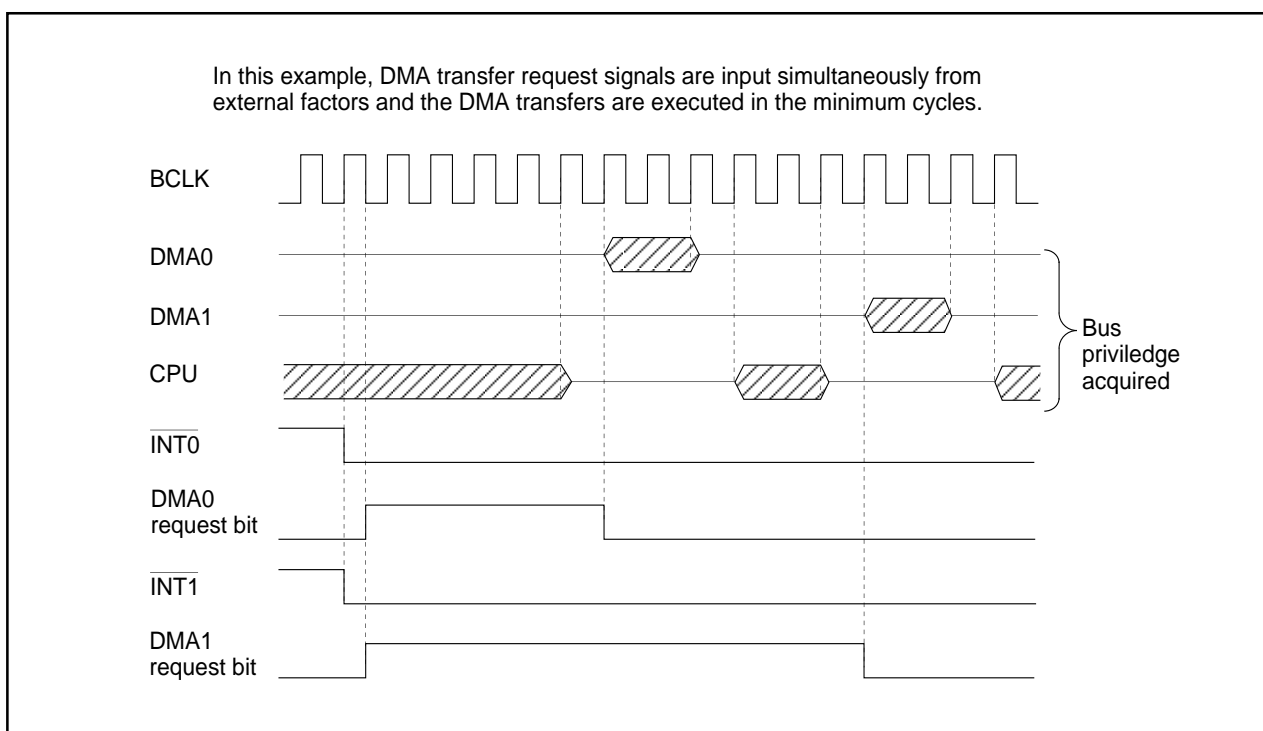 In this example, DMA transfer request signals are input simultaneously from
external factors and the DMA transfers are executed in the minimum cycles.
BCLK
DMA0
DMA1
CPU
Bus
priviledge
acquired
INT0
DMA0
request bit
INT1
DMA1
request bit